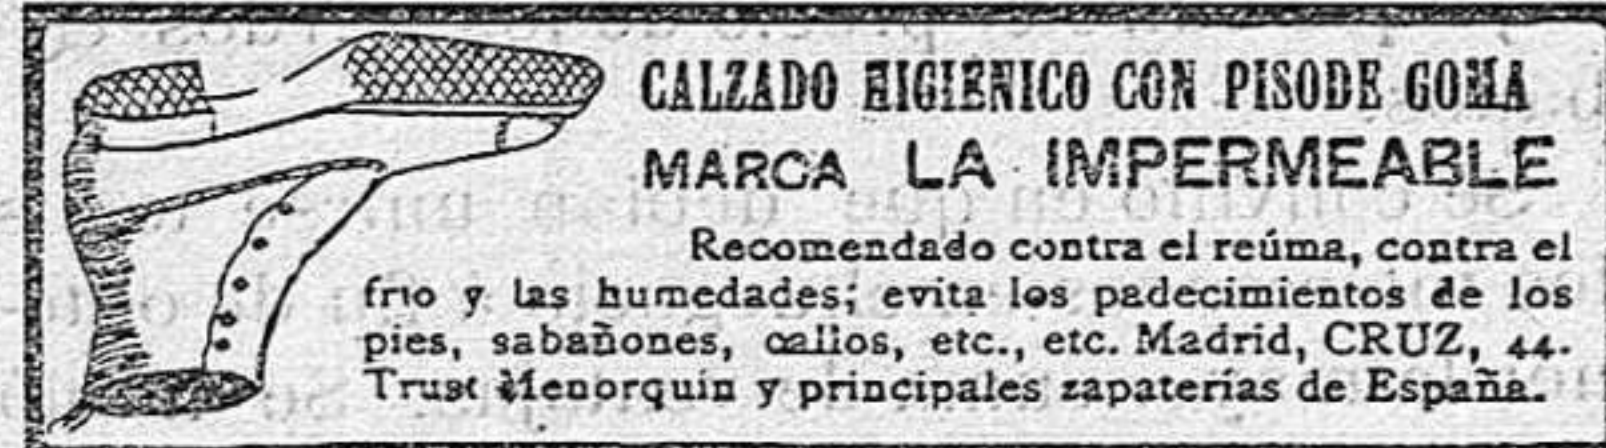 CALZADO HIGIENICO CON PISODE GOMA
MARCA LA IMPERMEABLE
Recomendado contra el reúma, contra el
frio y las humedades; evita los padecimientos de los
pies, sabañones, callos, etc., etc. Madrid, CRUZ, 44.
Trust Menorquín y principales zapaterías de España.